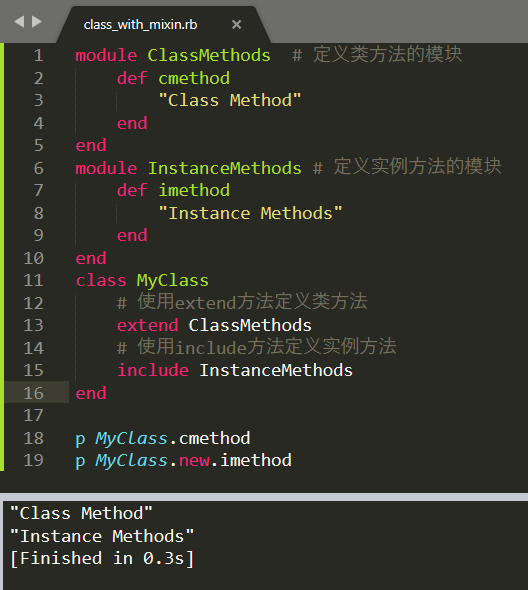 class_with_mixin.rb ×
1 module ClassMethods # 定义类方法的模块
2 def cmethod
3 "Class Method"
4 end
5 end
6 module InstanceMethods # 定义实例方法的模块
7 def imethod
8 "Instance Methods"
9 end
10 end
11 class MyClass
12 # 使用extend方法定义类方法
13 extend ClassMethods
14 # 使用include方法定义实例方法
15 include InstanceMethods
16 end
17
18 p MyClass.cmethod
19 p MyClass.new.imethod
"Class Method"
"Instance Methods"
[Finished in 0.3s]